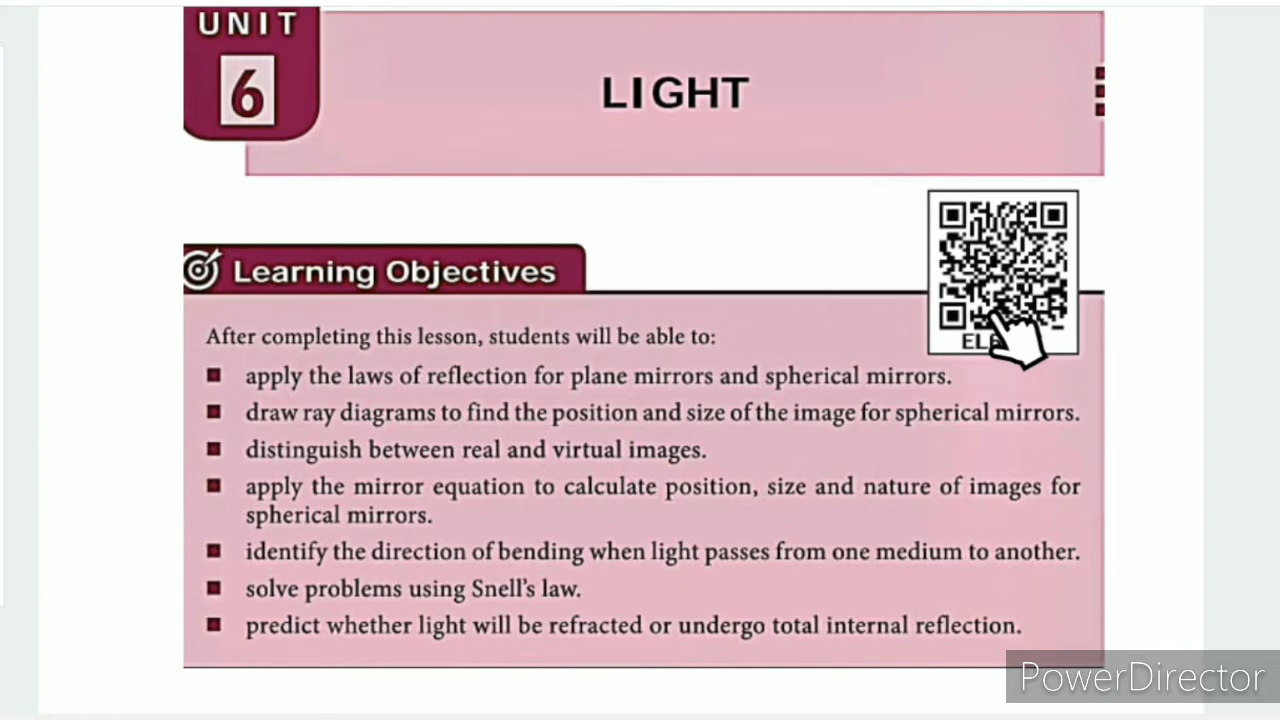 UNIT
6
LIGHT
Learning Objectives
After completing this lesson, students will be able to:
apply the laws of reflection for plane mirrors and spherical mirrors.
draw ray diagrams to find the position and size of the image for spherical mirrors.
distinguish between real and virtual images.
apply the mirror equation to calculate position, size and nature of images for
spherical mirrors.
identify the direction of bending when light passes from one medium to another.
solve problems using Snell's law.
predict whether light will be refracted or undergo total internal reflection.
PowerDirector